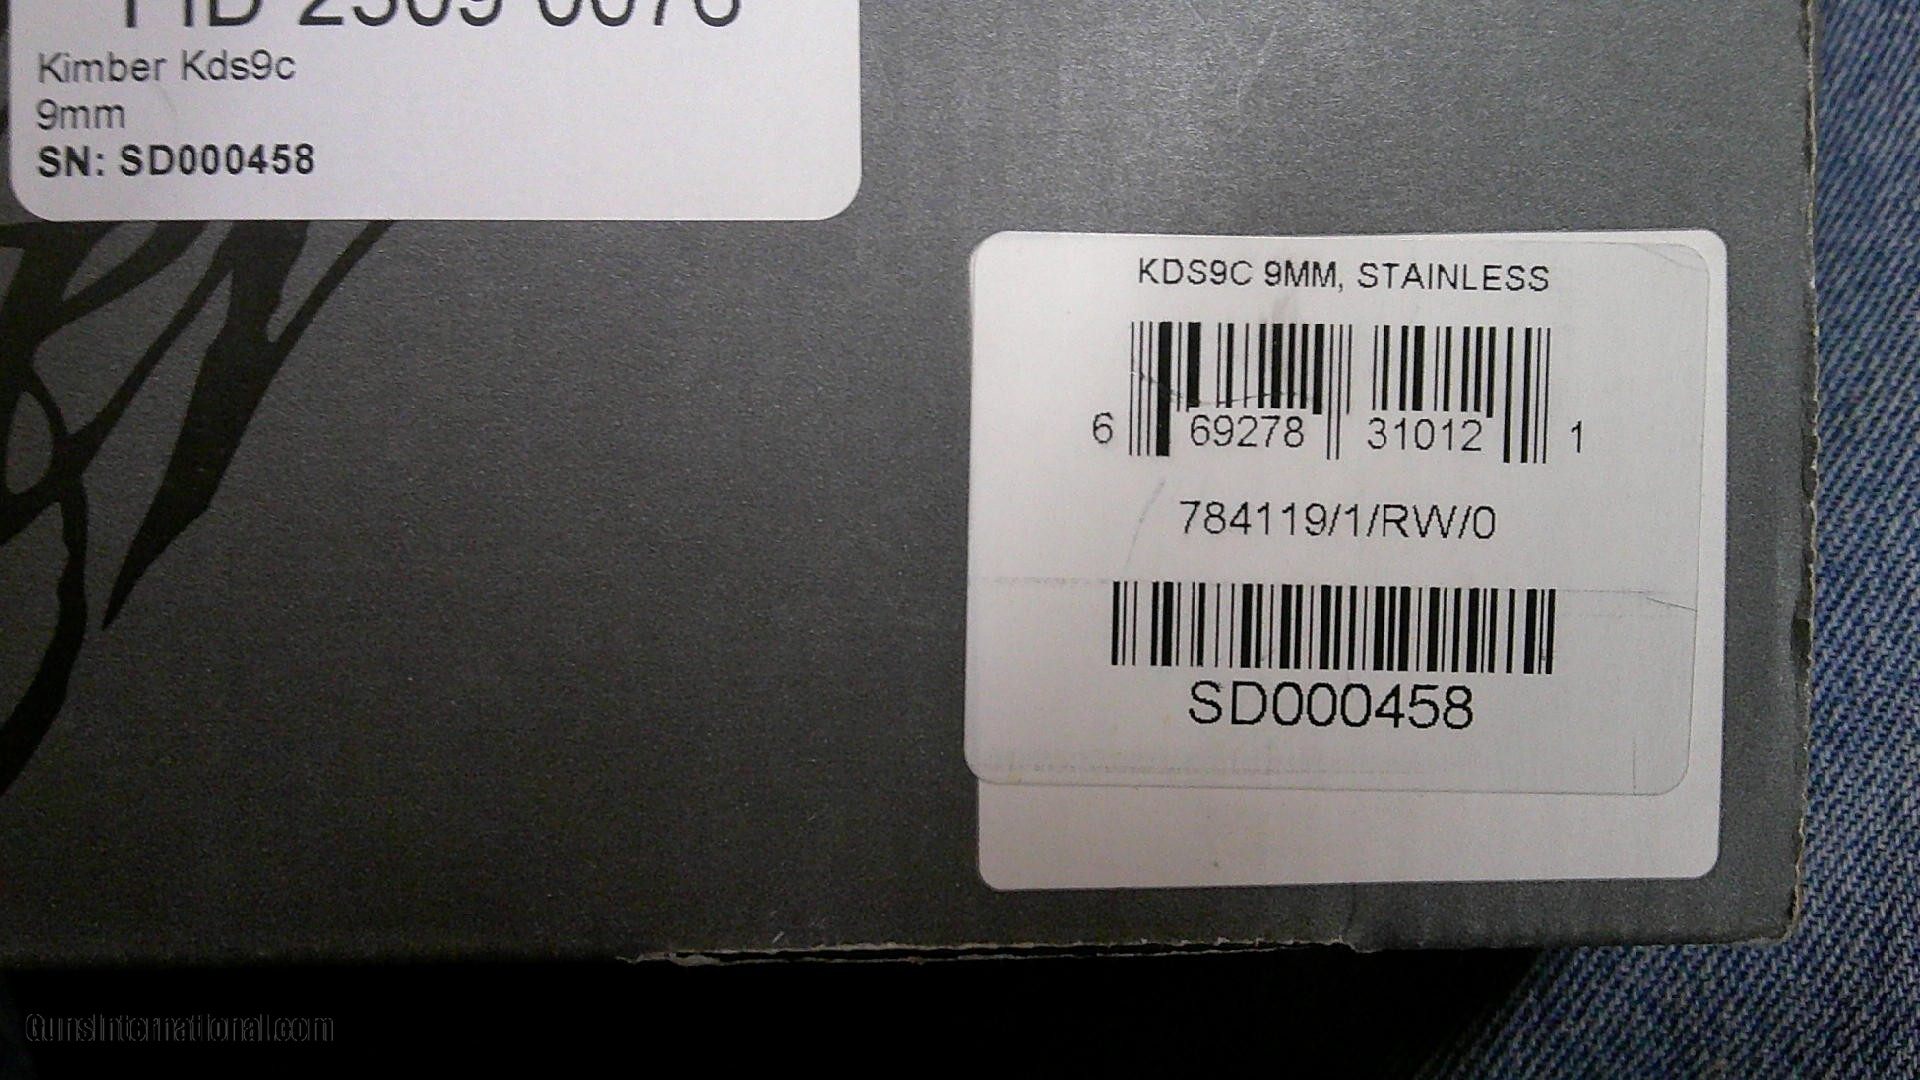 Kimber Kds9c
9mm
SN: SD000458
KDS9C 9MM, STAINLESS
6 69278 31012 1
784119/1/RW/0
SD000458
GunsInternational.com